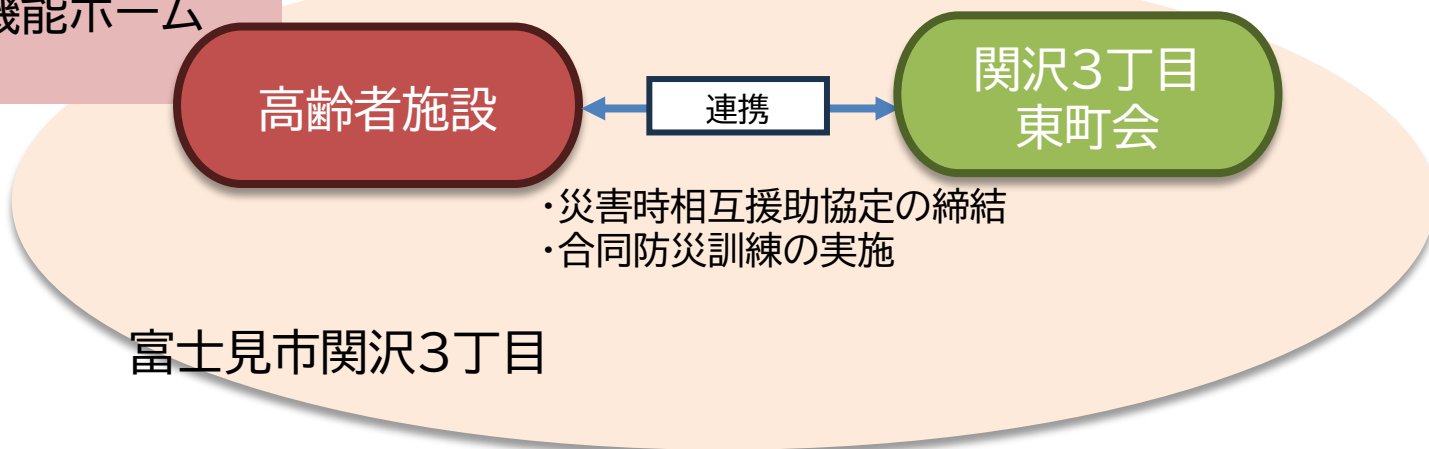 機能ホーム
高齢者施設
連携
関沢3丁目
東町会
・災害時相互援助協定の締結
・合同防災訓練の実施
富士見市関沢3丁目